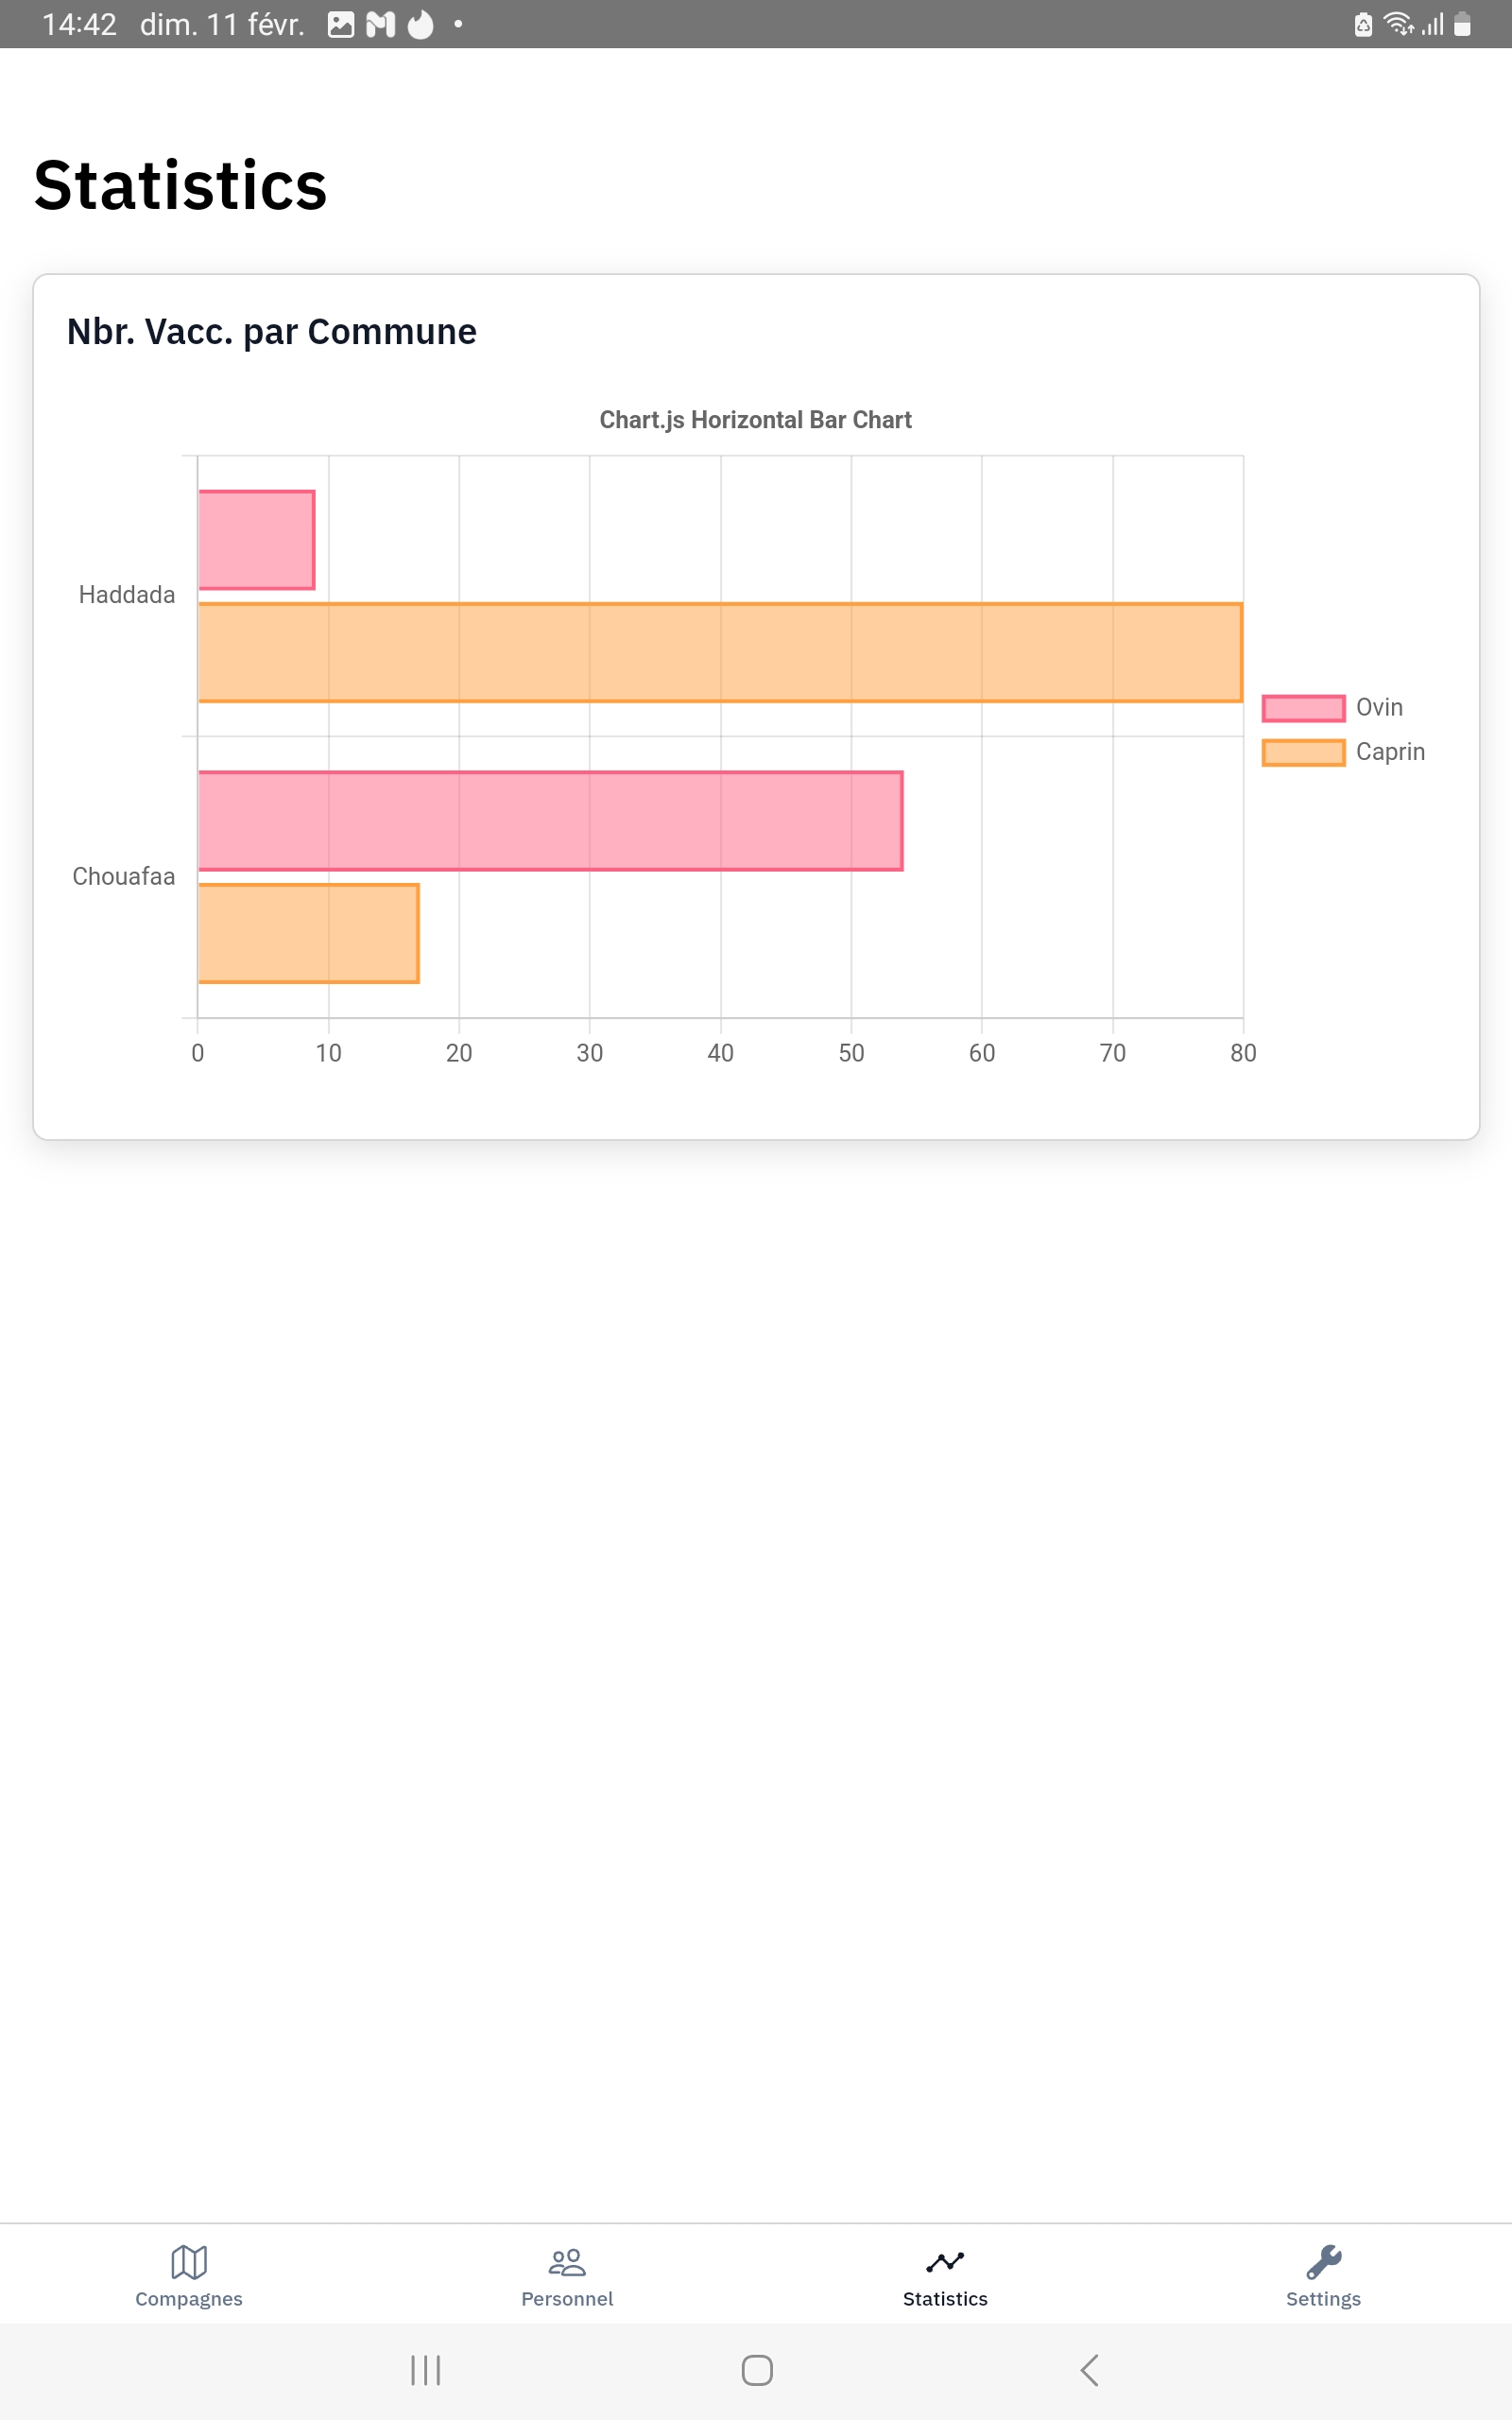 14:42 dim. 11 févr.
Statistics
Nbr. Vacc. par Commune
Chart.js Horizontal Bar Chart
Haddada
Ovin
Caprin
Chouafaa
0 10 20 30 40 50 60 70 80
Compagnes Personnel Statistics Settings